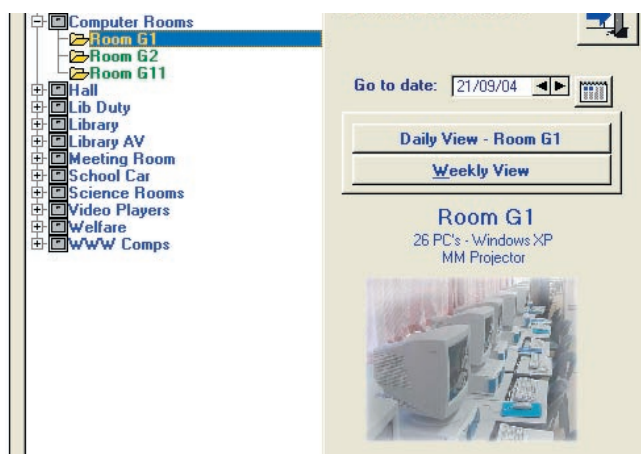 Computer Rooms
Room G1
Room G2
Room G11
Hall
Lib Duty
Library
Library AV
Meeting Room
School Car
Science Rooms
Video Players
Welfare
WWW Comps
Go to date: 21/09/04
Daily View - Room G1
Weekly View
Room G1
26 PC's - Windows XP
MM Projector